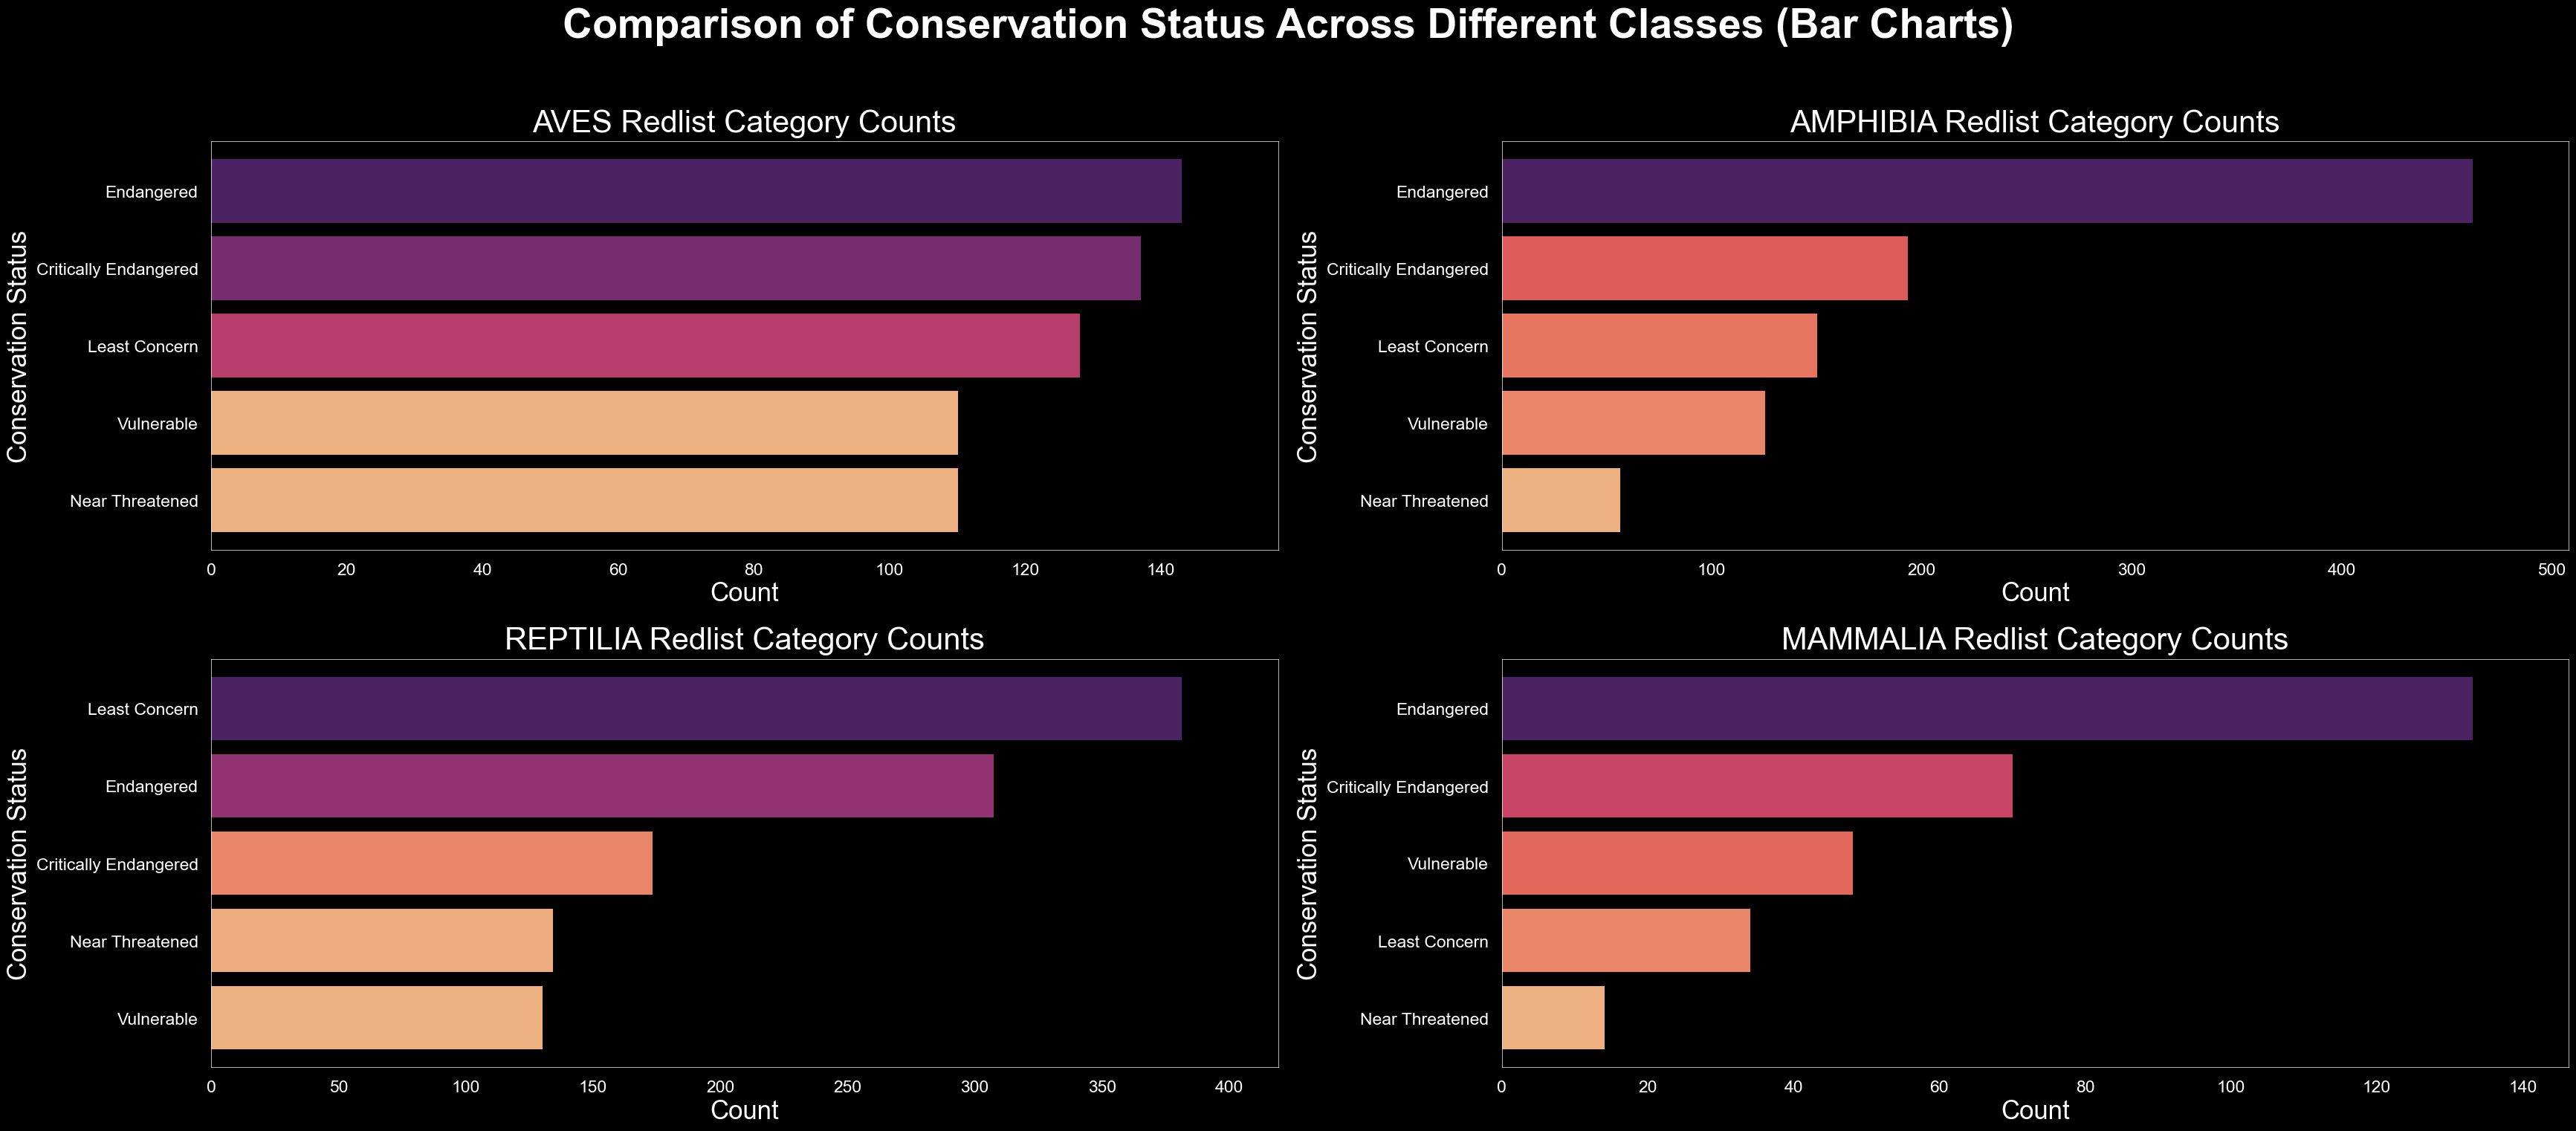 Comparison of Conservation Status Across Different Classes (Bar Charts)
AVES Redlist Category Counts
Conservation Status
Endangered
Critically Endangered
Least Concern
Vulnerable
Near Threatened
0 20 40 60 80 100 120 140
Count
AMPHIBIA Redlist Category Counts
Conservation Status
Endangered
Critically Endangered
Least Concern
Vulnerable
Near Threatened
0 100 200 300 400 500
Count
REPTILIA Redlist Category Counts
Conservation Status
Least Concern
Endangered
Critically Endangered
Near Threatened
Vulnerable
0 50 100 150 200 250 300 350 400
Count
MAMMALIA Redlist Category Counts
Conservation Status
Endangered
Critically Endangered
Vulnerable
Least Concern
Near Threatened
0 20 40 60 80 100 120 140
Count